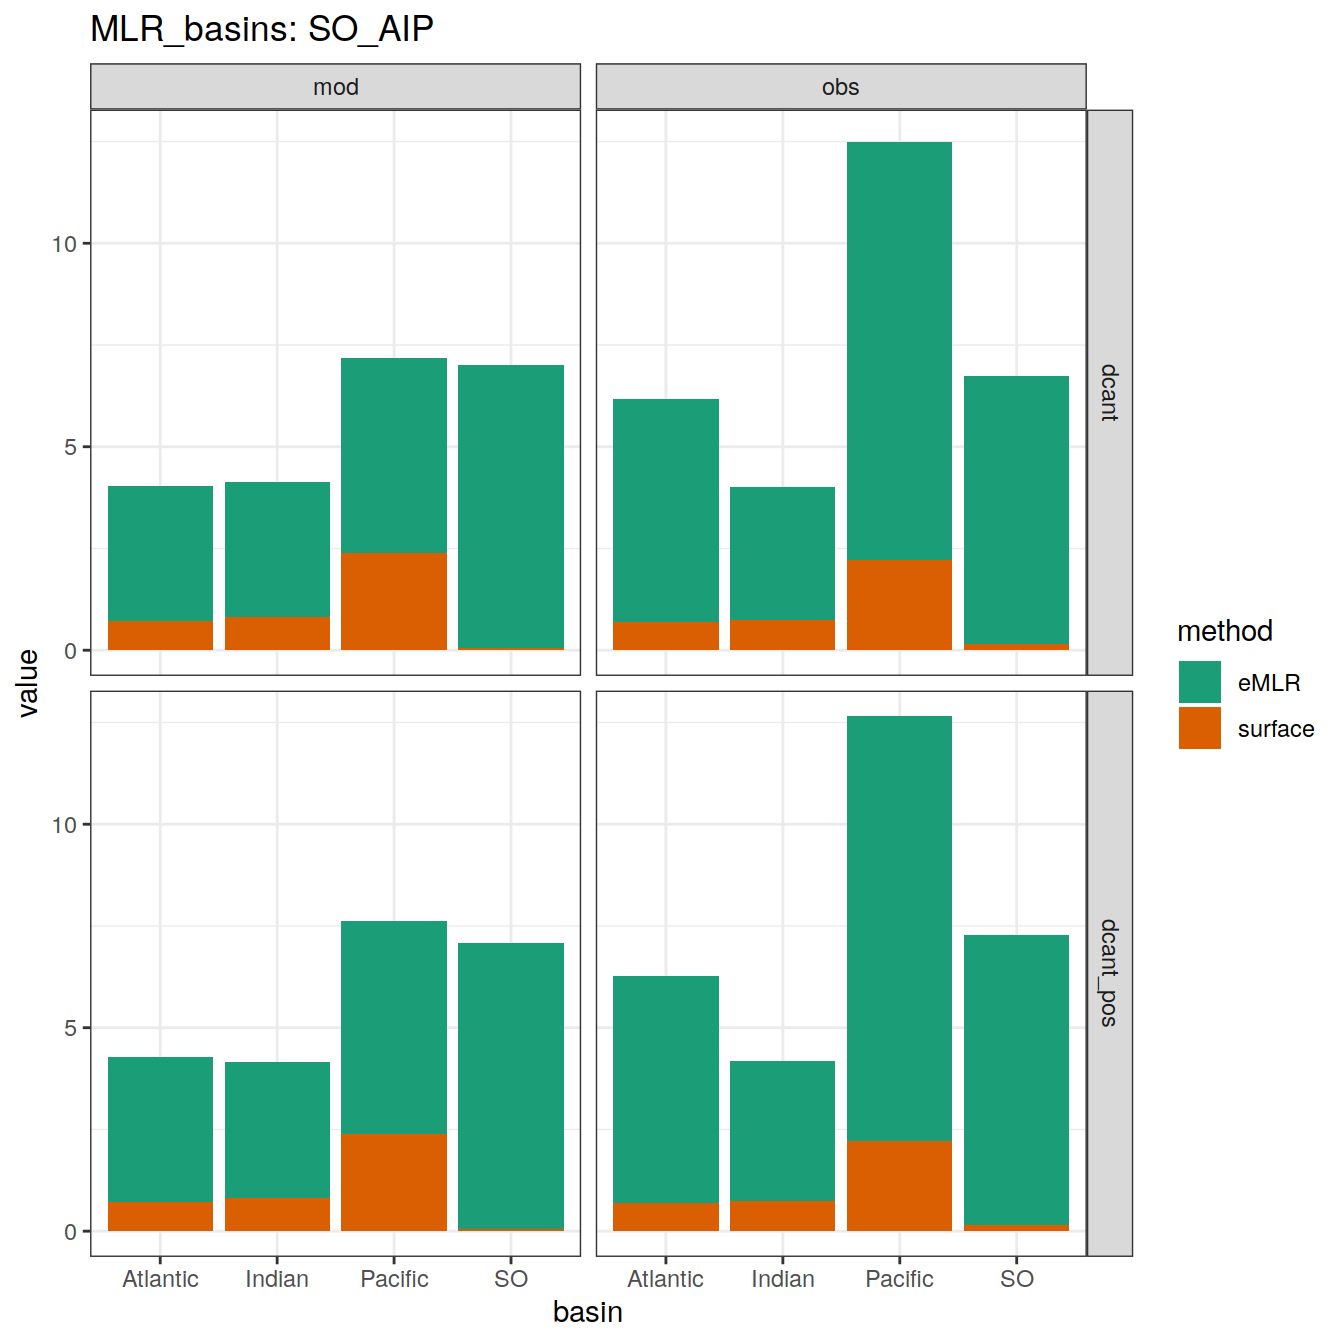 MLR_basins: SO_AIP
mod
obs
10
5
0
dcant
10
5
0
dcant_pos
value
Atlantic
Indian
Pacific
SO
Atlantic
Indian
Pacific
SO
basin
method
eMLR
surface